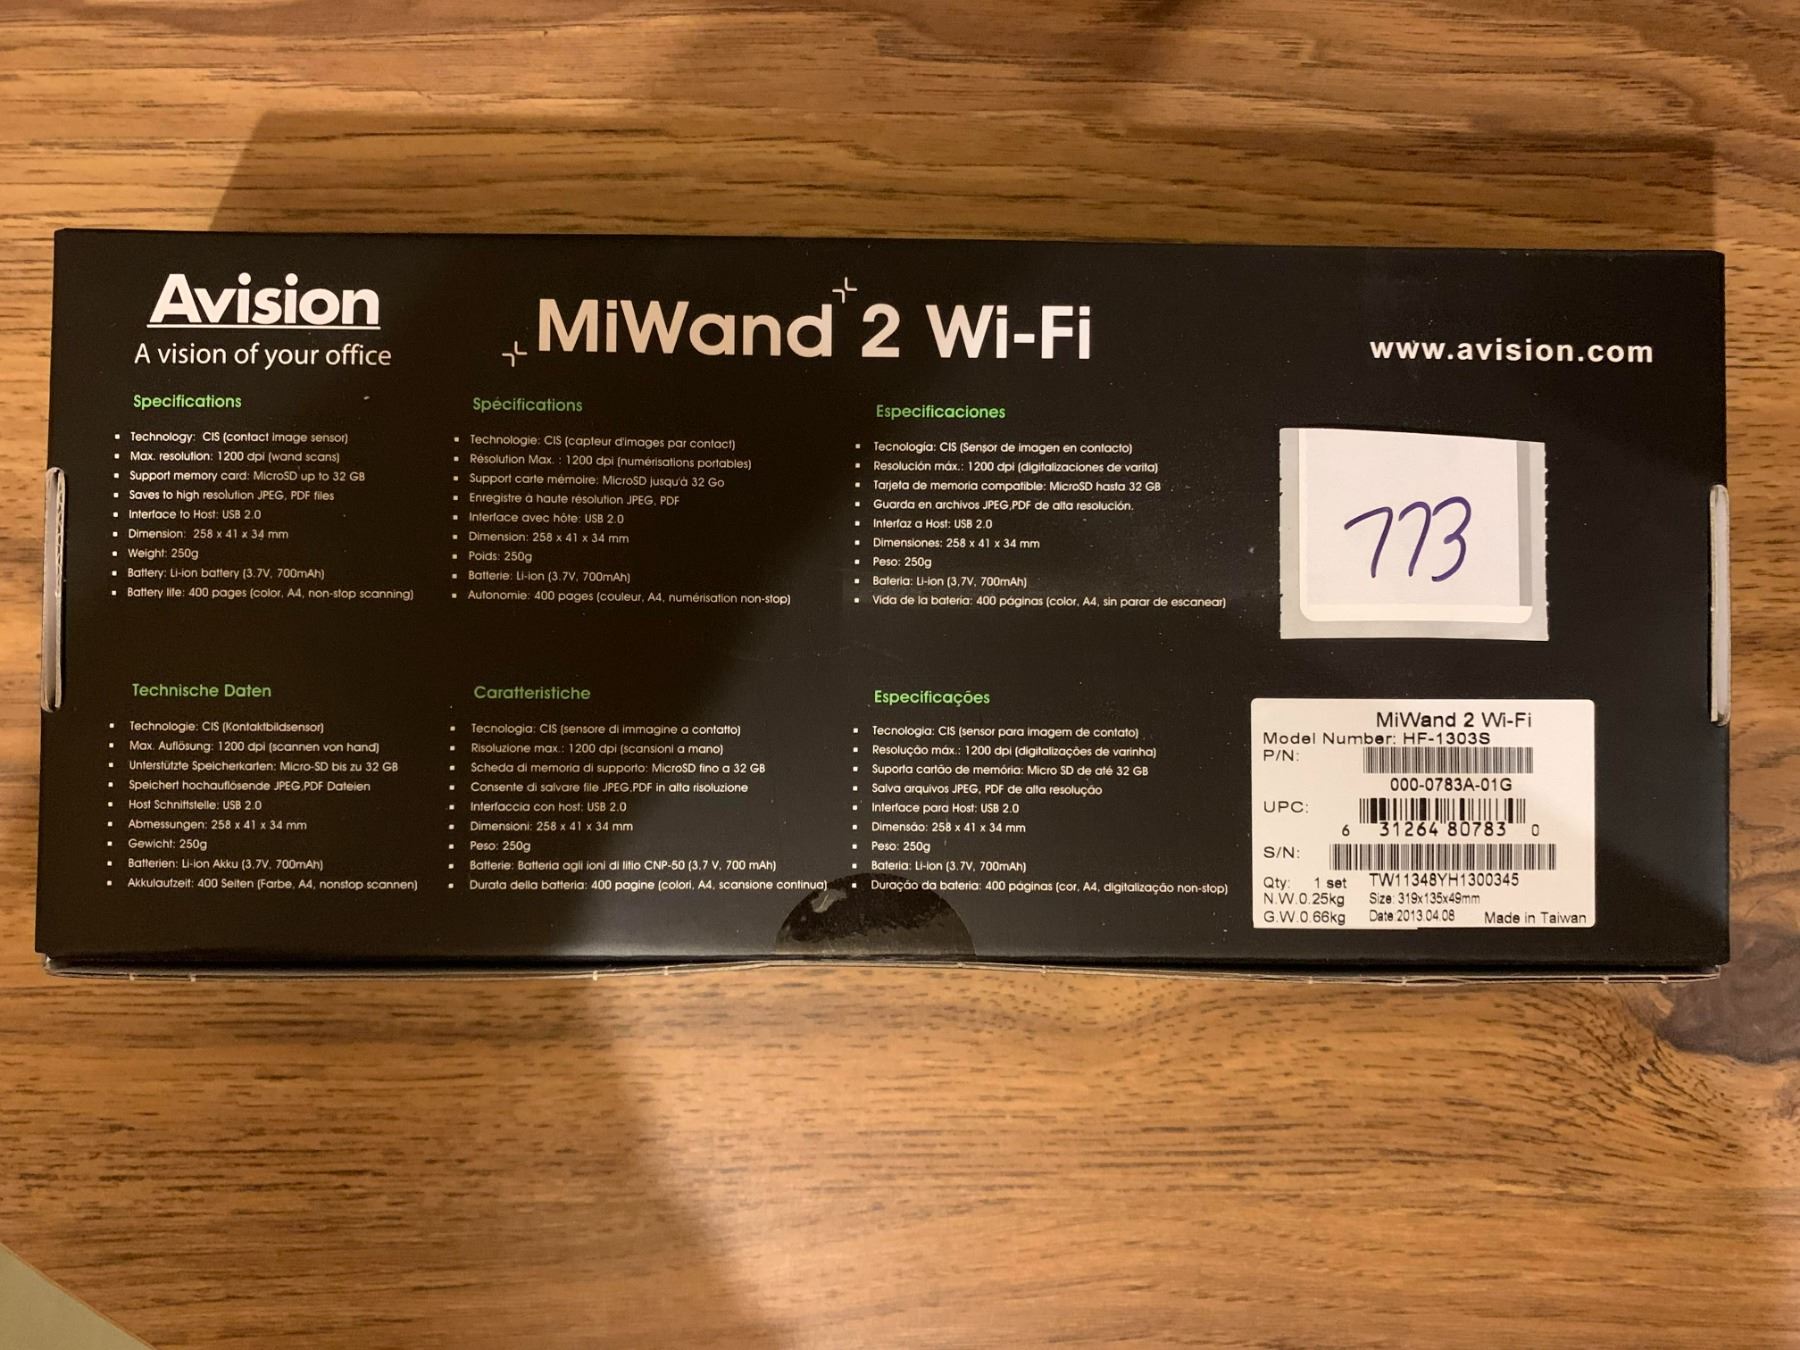 Avision
A vision of your office
MiWand 2 Wi-Fi
www.avision.com
Specifications
▪ Technology: CIS (contact image sensor)
▪ Max. resolution: 1200 dpi (wand scans)
▪ Support memory card: MicroSD up to 32 GB
▪ Saves to high resolution JPEG, PDF files
▪ Interface to Host: USB 2.0
▪ Dimension: 258 x 41 x 34 mm
▪ Weight: 250g
▪ Battery: Li-ion battery (3.7V, 700mAh)
▪ Battery life: 400 pages (color, A4, non-stop scanning)
Spécifications
▪ Technologie: CIS (capteur d'images par contact)
▪ Résolution Max. : 1200 dpi (numérisations portables)
▪ Support carte mémoire: MicroSD jusqu'à 32 Go
▪ Enregistre à haute résolution JPEG, PDF
▪ Interface avec hôte: USB 2.0
▪ Dimension: 258 x 41 x 34 mm
▪ Poids: 250g
▪ Batterie: Li-ion (3.7V, 700mAh)
▪ Autonomie: 400 pages (couleur, A4, numérisation non-stop)
Especificaciones
▪ Tecnología: CIS (Sensor de imagen en contacto)
▪ Resolución máx.: 1200 dpi (digitalizaciones de varita)
▪ Tarjeta de memoria compatible: MicroSD hasta 32 GB
▪ Guarda en archivos JPEG,PDF de alta resolución.
▪ Interfaz a Host: USB 2.0
▪ Dimensiones: 258 x 41 x 34 mm
▪ Peso: 250g
▪ Bateria: Li-ion (3,7V, 700mAh)
▪ Vida de la batería: 400 páginas (color, A4, sin parar de escanear)
773
Technische Daten
▪ Technologie: CIS (Kontaktbildsensor)
▪ Max. Auflösung: 1200 dpi (scannen von hand)
▪ Unterstützte Speicherkarten: Micro-SD bis zu 32 GB
▪ Speichert hochauflösende JPEG,PDF Dateien
▪ Host Schnittstelle: USB 2.0
▪ Abmessungen: 258 x 41 x 34 mm
▪ Gewicht: 250g
▪ Batterien: Li-ion Akku (3.7V, 700mAh)
▪ Akkulaufzeit: 400 Seiten (Farbe, A4, nonstop scannen)
Caratteristiche
▪ Tecnologia: CIS (sensore di immagine a contatto)
▪ Risoluzione max.: 1200 dpi (scansioni a mano)
▪ Scheda di memoria di supporto: MicroSD fino a 32 GB
▪ Consente di salvare file JPEG,PDF in alta risoluzione
▪ Interfaccia con host: USB 2.0
▪ Dimensioni: 258 x 41 x 34 mm
▪ Peso: 250g
▪ Batterie: Batteria agli ioni di litio CNP-50 (3,7 V, 700 mAh)
▪ Durata della batteria: 400 pagine (colori, A4, scansione continua)
Especificações
▪ Tecnologia: CIS (sensor para imagem de contato)
▪ Resolução máx.: 1200 dpi (digitalizações de varinha)
▪ Suporta cartão de memória: Micro SD de até 32 GB
▪ Salva arquivos JPEG, PDF de alta resolução
▪ Interface para Host: USB 2.0
▪ Dimensão: 258 x 41 x 34 mm
▪ Peso: 250g
▪ Bateria: Li-ion (3.7V, 700mAh)
▪ Duração da bateria: 400 páginas (cor, A4, digitalização non-stop)
MiWand 2 Wi-Fi
Model Number: HF-1303S
P/N:
000-0783A-01G
UPC:
6 31264 80783 0
S/N:
TW11348YH1300345
Qty: 1 set
N.W.0.25kg Size: 319x135x49mm
G.W.0.66kg Date:2013.04.08 Made in Taiwan